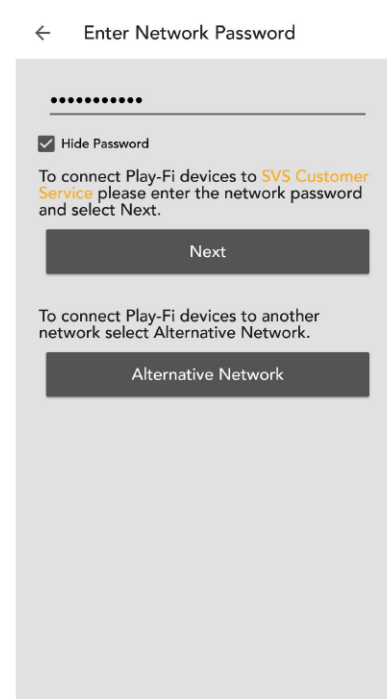 Enter Network Password
•••••••••••
Hide Password
To connect Play-Fi devices to SVS Customer
Service please enter the network password
and select Next.
Next
To connect Play-Fi devices to another
network select Alternative Network.
Alternative Network